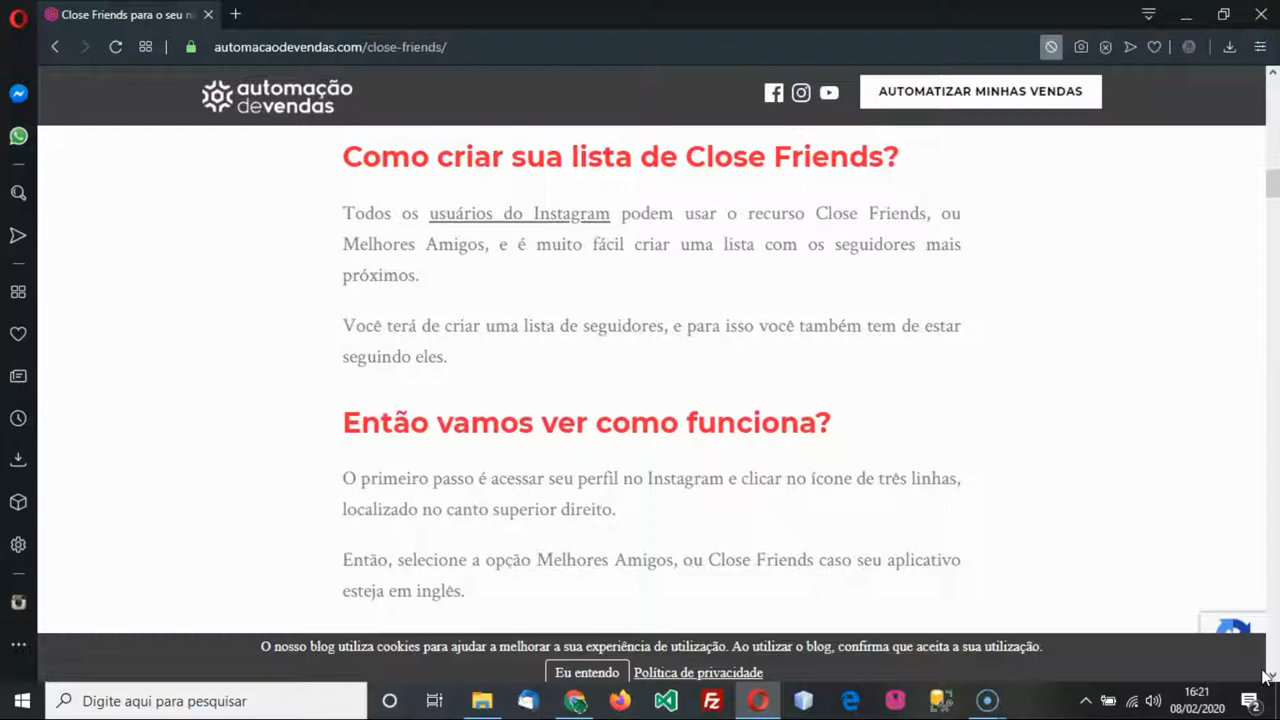 Close Friends para o seu n
automacaodevendas.com/close-friends/
automação
devendas
AUTOMATIZAR MINHAS VENDAS
Como criar sua lista de Close Friends?
Todos os usuários do Instagram podem usar o recurso Close Friends, ou
Melhores Amigos, e é muito fácil criar uma lista com os seguidores mais
próximos.
Você terá de criar uma lista de seguidores, e para isso você também tem de estar
seguindo eles.
Então vamos ver como funciona?
O primeiro passo é acessar seu perfil no Instagram e clicar no ícone de três linhas,
localizado no canto superior direito.
Então, selecione a opção Melhores Amigos, ou Close Friends caso seu aplicativo
esteja em inglês.
O nosso blog utiliza cookies para ajudar a melhorar a sua experiência de utilização. Ao utilizar o blog, confirma que aceita a sua utilização.
Eu entendo Política de privacidade
Digite aqui para pesquisar
16:21
08/02/2020
2